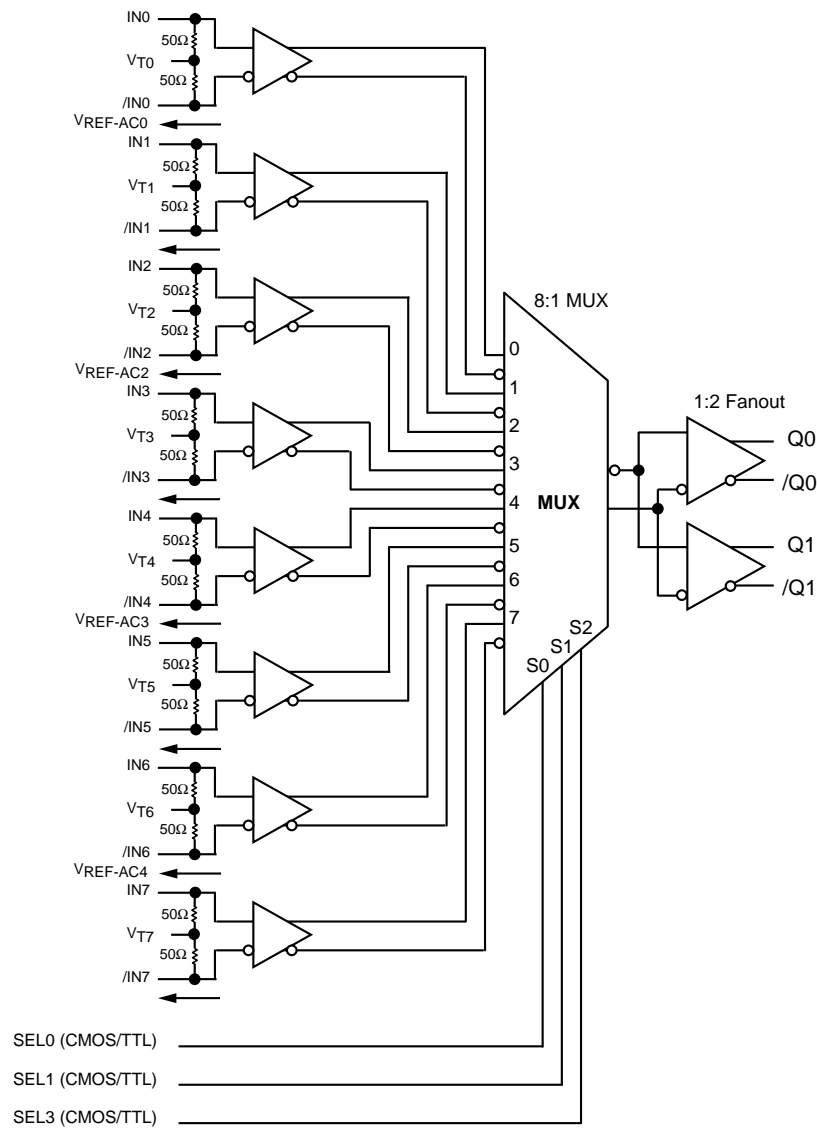 IN0
50Ω
VT0
50Ω
/IN0
VREF-AC0
IN1
50Ω
VT1
50Ω
/IN1
IN2
50Ω
VT2
50Ω
/IN2
VREF-AC2
IN3
50Ω
VT3
50Ω
/IN3
IN4
50Ω
VT4
50Ω
/IN4
VREF-AC3
IN5
50Ω
VT5
50Ω
/IN5
IN6
50Ω
VT6
50Ω
/IN6
VREF-AC4
IN7
50Ω
VT7
50Ω
/IN7
SEL0 (CMOS/TTL)
SEL1 (CMOS/TTL)
SEL3 (CMOS/TTL)
8:1 MUX
0
1
2
3
4
5
6
7
MUX
S0
S1
S2
1:2 Fanout
Q0
/Q0
Q1
/Q1